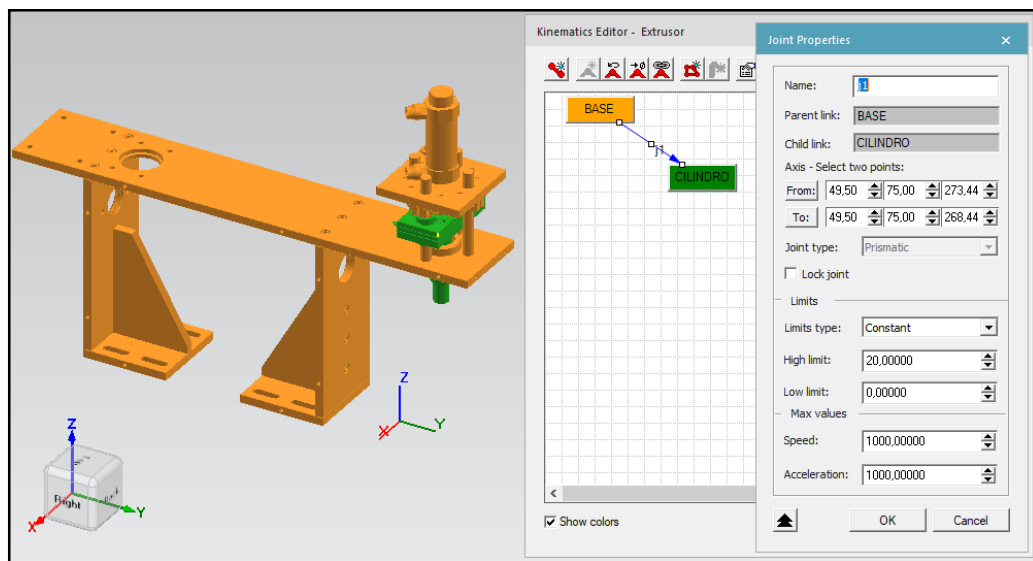 Kinematics Editor - Extrusor
BASE
j1
CILINDRO
Show colors
Joint Properties
Name: j1
Parent link: BASE
Child link: CILINDRO
Axis - Select two points:
From: 49,50 75,00 273,44
To: 49,50 75,00 268,44
Joint type: Prismatic
Lock joint
Limits
Limits type: Constant
High limit: 20,00000
Low limit: 0,00000
Max values
Speed: 1000,00000
Acceleration: 1000,00000
OK Cancel
Z
X Y
Z
Right
X Y